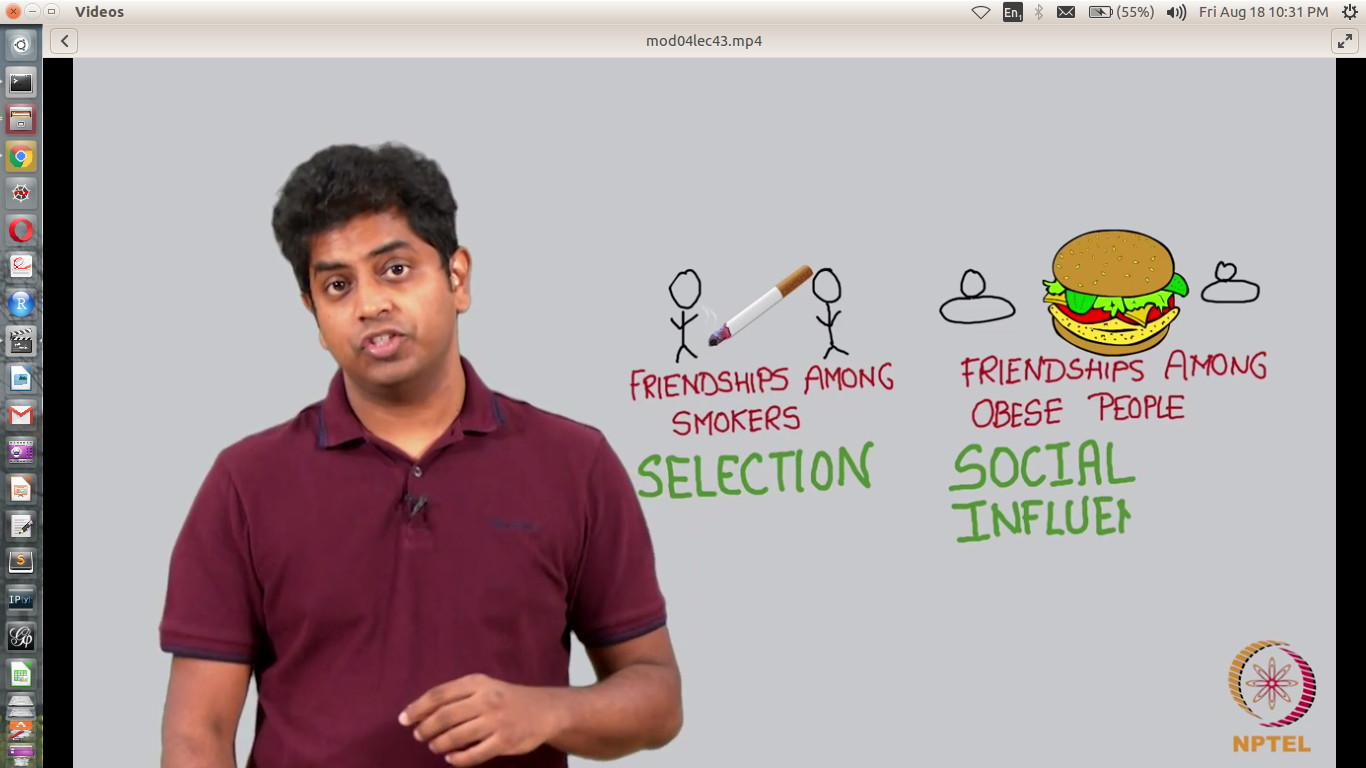 Videos
En1
(55%)
Fri Aug 18 10:31 PM
mod04lec43.mp4
FRIENDSHIPS AMONG
SMOKERS
SELECTION
FRIENDSHIPS AMONG
OBESE PEOPLE
SOCIAL
INFLUEN
NPTEL